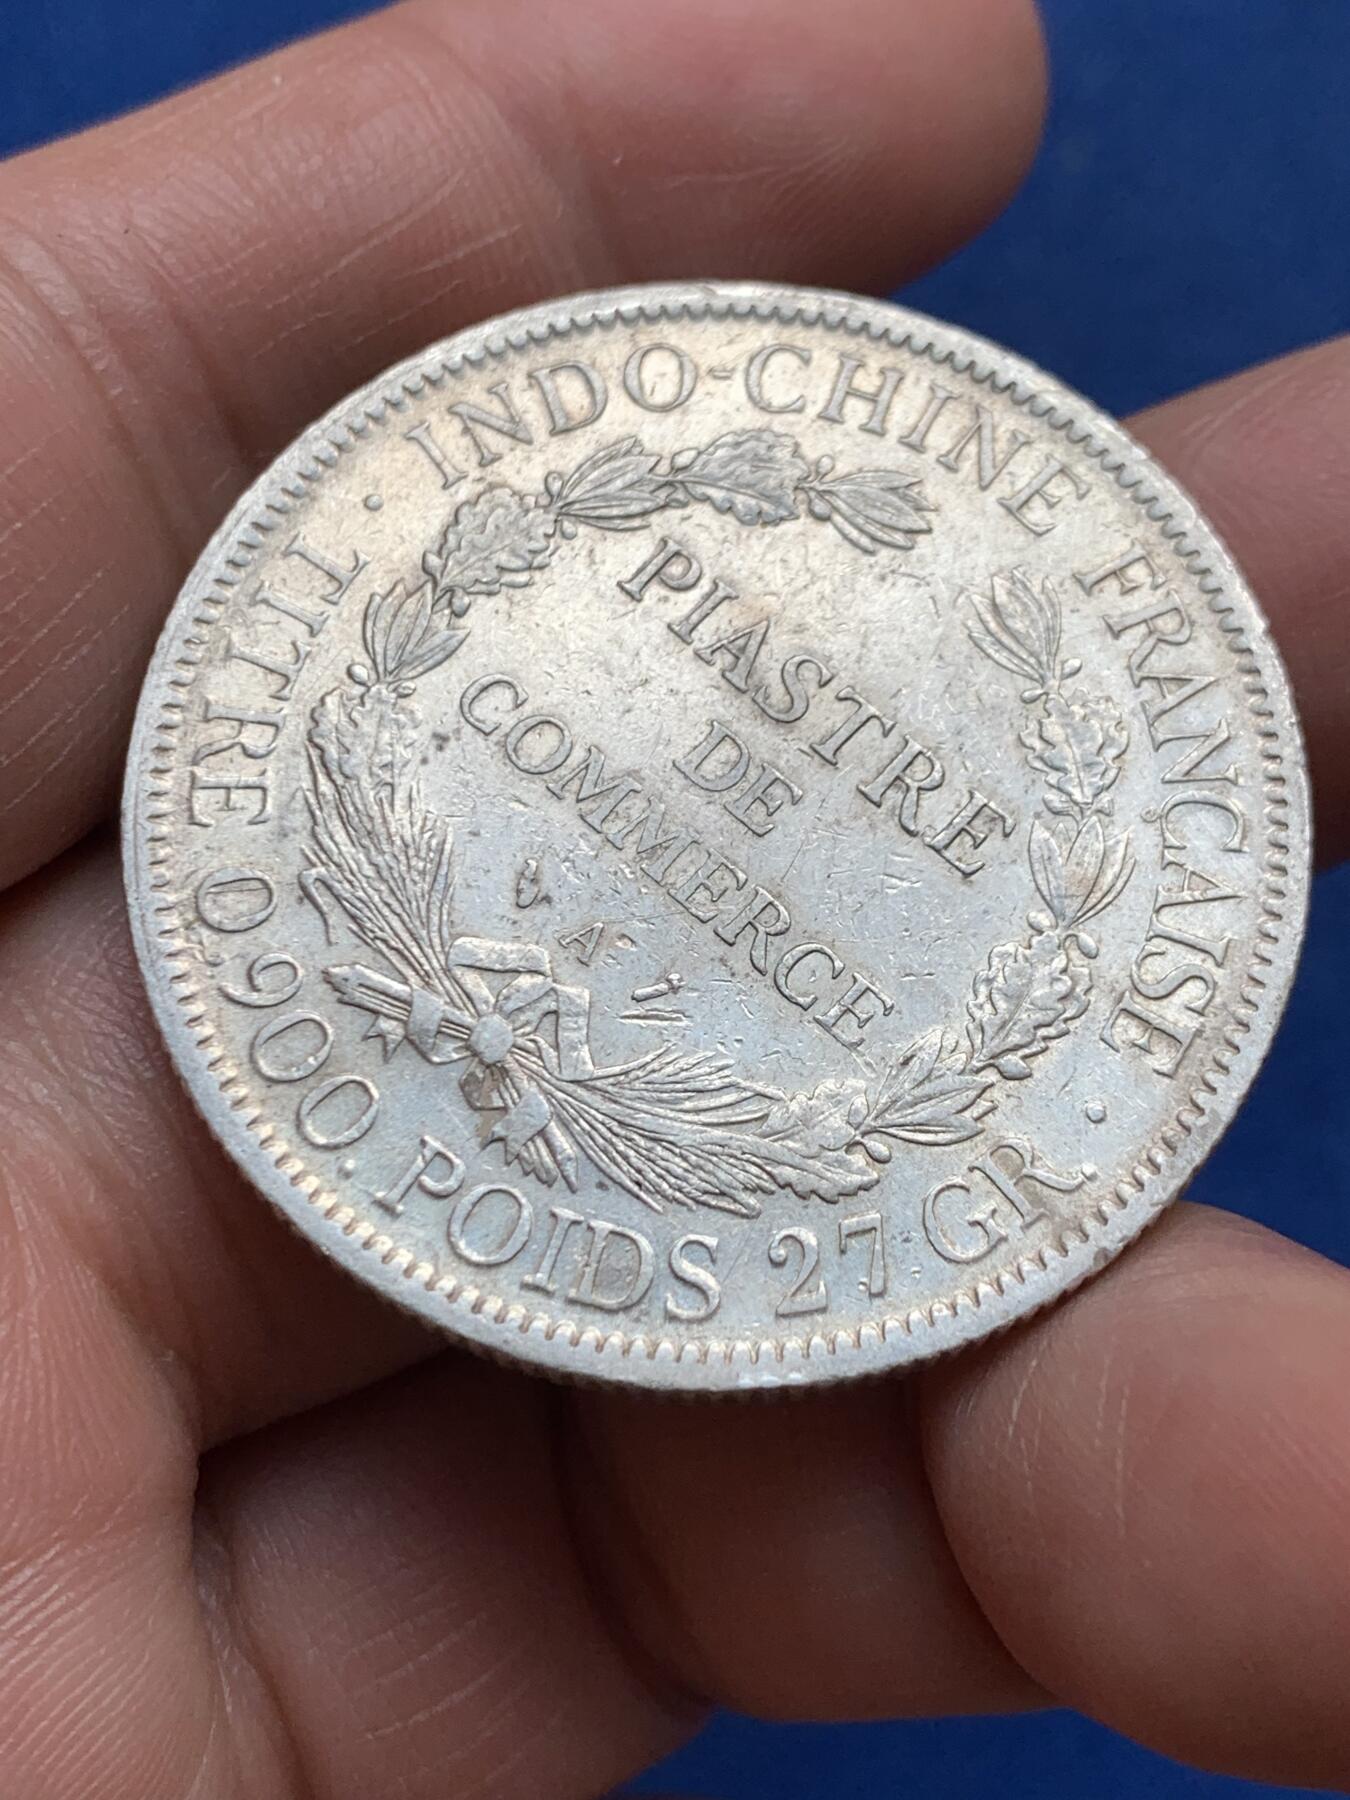 INDO-CHINE FRANÇAISE
PIASTRE
DE
COMMERCE
A
· TITRE 0,900. POIDS 27 GR. ·